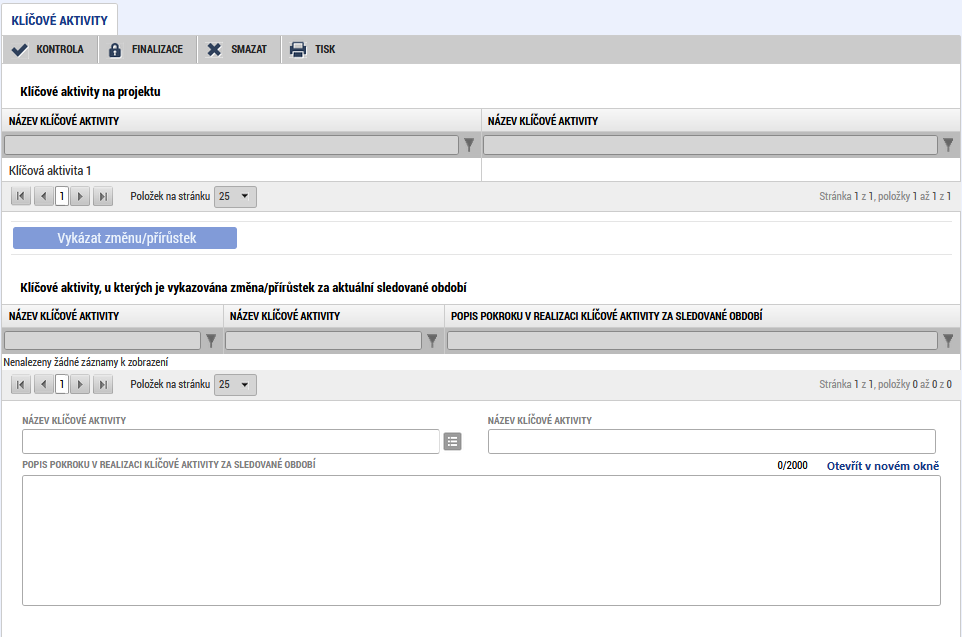 KLÍČOVÉ AKTIVITY
KONTROLA FINALIZACE SMAZAT TISK
Klíčové aktivity na projektu
NÁZEV KLÍČOVÉ AKTIVITY NÁZEV KLÍČOVÉ AKTIVITY
Klíčová aktivita 1
1 Položek na stránku 25 Stránka 1 z 1, položky 1 až 1 z 1
Vykázat změnu/přírůstek
Klíčové aktivity, u kterých je vykazována změna/přírůstek za aktuální sledované období
NÁZEV KLÍČOVÉ AKTIVITY NÁZEV KLÍČOVÉ AKTIVITY POPIS POKROKU V REALIZACI KLÍČOVÉ AKTIVITY ZA SLEDOVANÉ OBDOBÍ
Nenalezeny žádné záznamy k zobrazení
1 Položek na stránku 25 Stránka 1 z 1, položky 0 až 0 z 0
NÁZEV KLÍČOVÉ AKTIVITY NÁZEV KLÍČOVÉ AKTIVITY
POPIS POKROKU V REALIZACI KLÍČOVÉ AKTIVITY ZA SLEDOVANÉ OBDOBÍ 0/2000 Otevřít v novém okně